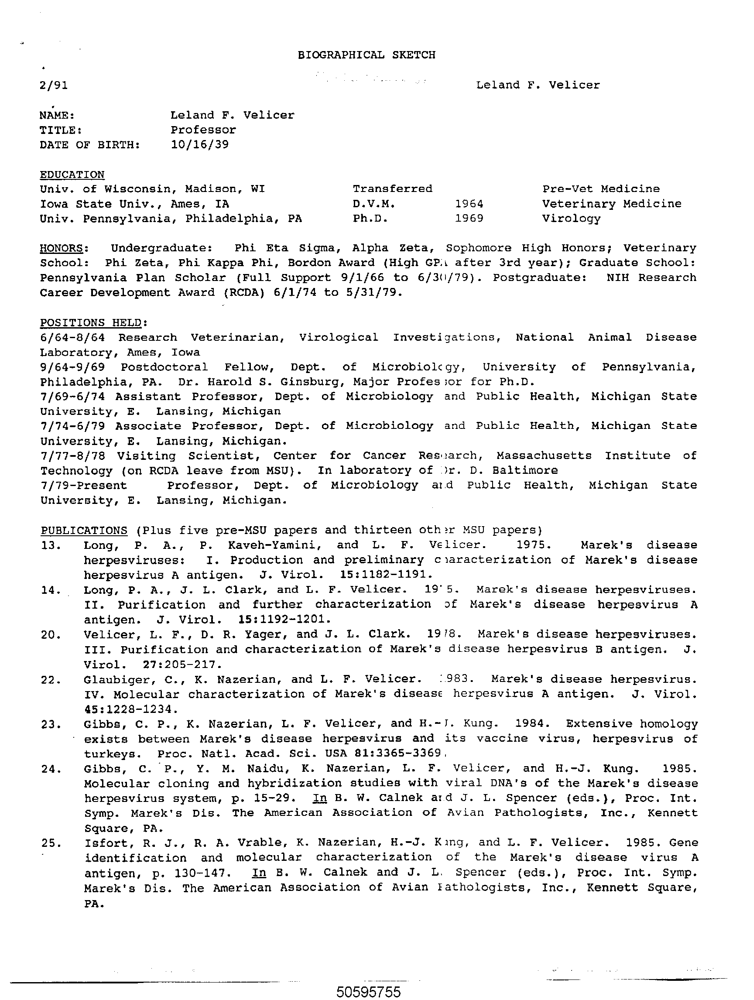 BIOGRAPHICAL SKETCH
2/91 Leland F. Velicer
NAME: Leland F. Velicer
TITLE: Professor
DATE OF BIRTH: 10/16/39
EDUCATION
Univ. of Wisconsin, Madison, WI Transferred Pre-Vet Medicine
Iowa State Univ., Ames, IA D.V.M. 1964 Veterinary Medicine
Univ. Pennsylvania, Philadelphia, PA Ph.D. 1969 Virology
HONORS: Undergraduate: Phi Eta Sigma, Alpha Zeta, Sophomore High Honors; Veterinary
School: Phi Zeta, Phi Kappa Phi, Bordon Award (High GPA after 3rd year); Graduate School:
Pennsylvania Plan Scholar (Full Support 9/1/66 to 6/30/79). Postgraduate: NIH Research
Career Development Award (RCDA) 6/1/74 to 5/31/79.
POSITIONS HELD:
6/64-8/64 Research Veterinarian, Virological Investigations, National Animal Disease
Laboratory, Ames, Iowa
9/64-9/69 Postdoctoral Fellow, Dept. of Microbiology, University of Pennsylvania,
Philadelphia, PA. Dr. Harold S. Ginsburg, Major Professor for Ph.D.
7/69-6/74 Assistant Professor, Dept. of Microbiology and Public Health, Michigan State
University, E. Lansing, Michigan
7/74-6/79 Associate Professor, Dept. of Microbiology and Public Health, Michigan State
University, E. Lansing, Michigan.
7/77-8/78 Visiting Scientist, Center for Cancer Research, Massachusetts Institute of
Technology (on RCDA leave from MSU). In laboratory of Dr. D. Baltimore
7/79-Present Professor, Dept. of Microbiology and Public Health, Michigan State
University, E. Lansing, Michigan.
PUBLICATIONS (Plus five pre-MSU papers and thirteen other MSU papers)
13. Long, P. A., P. Kaveh-Yamini, and L. F. Velicer. 1975. Marek's disease
herpesviruses: I. Production and preliminary characterization of Marek's disease
herpesvirus A antigen. J. Virol. 15:1182-1191.
14. Long, P. A., J. L. Clark, and L. F. Velicer. 1975. Marek's disease herpesviruses.
II. Purification and further characterization of Marek's disease herpesvirus A
antigen. J. Virol. 15:1192-1201.
20. Velicer, L. F., D. R. Yager, and J. L. Clark. 1978. Marek's disease herpesviruses.
III. Purification and characterization of Marek's disease herpesvirus B antigen. J.
Virol. 27:205-217.
22. Glaubiger, C., K. Nazerian, and L. F. Velicer. 1983. Marek's disease herpesvirus.
IV. Molecular characterization of Marek's disease herpesvirus A antigen. J. Virol.
45:1228-1234.
23. Gibbs, C. P., K. Nazerian, L. F. Velicer, and H.-J. Kung. 1984. Extensive homology
exists between Marek's disease herpesvirus and its vaccine virus, herpesvirus of
turkeys. Proc. Natl. Acad. Sci. USA 81:3365-3369.
24. Gibbs, C. P., Y. M. Naidu, K. Nazerian, L. F. Velicer, and H.-J. Kung. 1985.
Molecular cloning and hybridization studies with viral DNA's of the Marek's disease
herpesvirus system, p. 15-29. In B. W. Calnek and J. L. Spencer (eds.), Proc. Int.
Symp. Marek's Dis. The American Association of Avian Pathologists, Inc., Kennett
Square, PA.
25. Isfort, R. J., R. A. Vrable, K. Nazerian, H.-J. Kung, and L. F. Velicer. 1985. Gene
identification and molecular characterization of the Marek's disease virus A
antigen, p. 130-147. In B. W. Calnek and J. L. Spencer (eds.), Proc. Int. Symp.
Marek's Dis. The American Association of Avian Pathologists, Inc., Kennett Square,
PA.
50595755